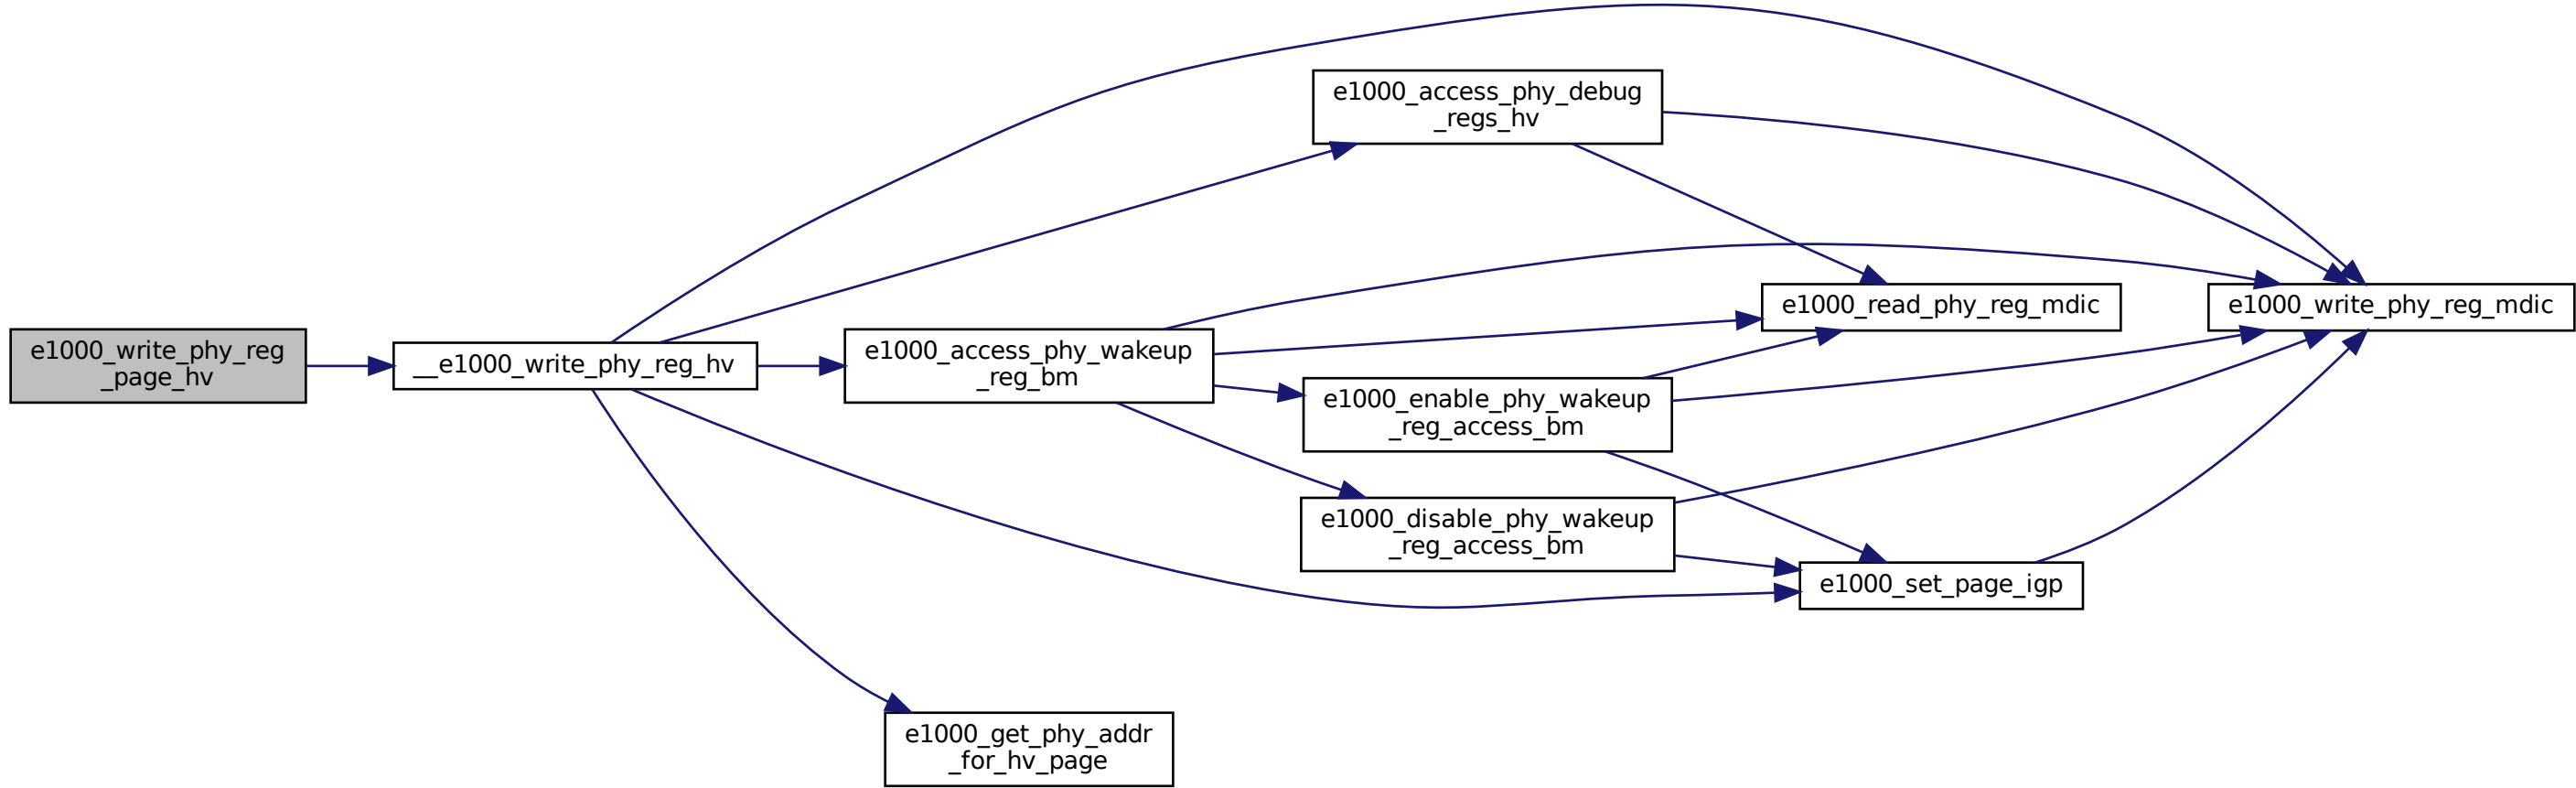 e1000_write_phy_reg
_page_hv
__e1000_write_phy_reg_hv
e1000_access_phy_debug
_regs_hv
e1000_access_phy_wakeup
_reg_bm
e1000_enable_phy_wakeup
_reg_access_bm
e1000_disable_phy_wakeup
_reg_access_bm
e1000_get_phy_addr
_for_hv_page
e1000_read_phy_reg_mdic
e1000_set_page_igp
e1000_write_phy_reg_mdic